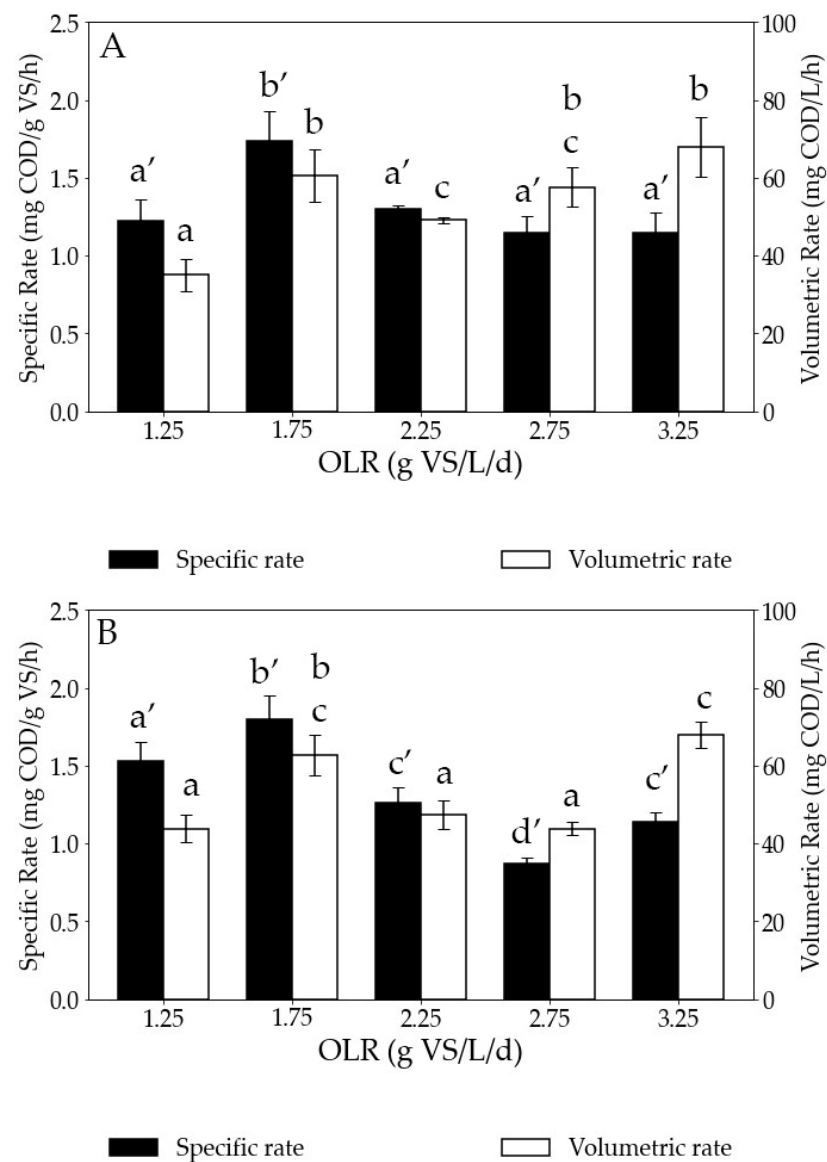 A
Specific Rate (mg COD/g VS/h)
Volumetric Rate (mg COD/L/h)
2.5
2.0
1.5
1.0
0.5
0.0
100
80
60
40
20
0
a′
a
b′
b
a′
c
a′
b
c
a′
b
1.25 1.75 2.25 2.75 3.25
OLR (g VS/L/d)
Specific rate Volumetric rate
B
Specific Rate (mg COD/g VS/h)
Volumetric Rate (mg COD/L/h)
2.5
2.0
1.5
1.0
0.5
0.0
100
80
60
40
20
0
a′
a
b′
b
c
c′
a
d′
a
c′
c
1.25 1.75 2.25 2.75 3.25
OLR (g VS/L/d)
Specific rate Volumetric rate